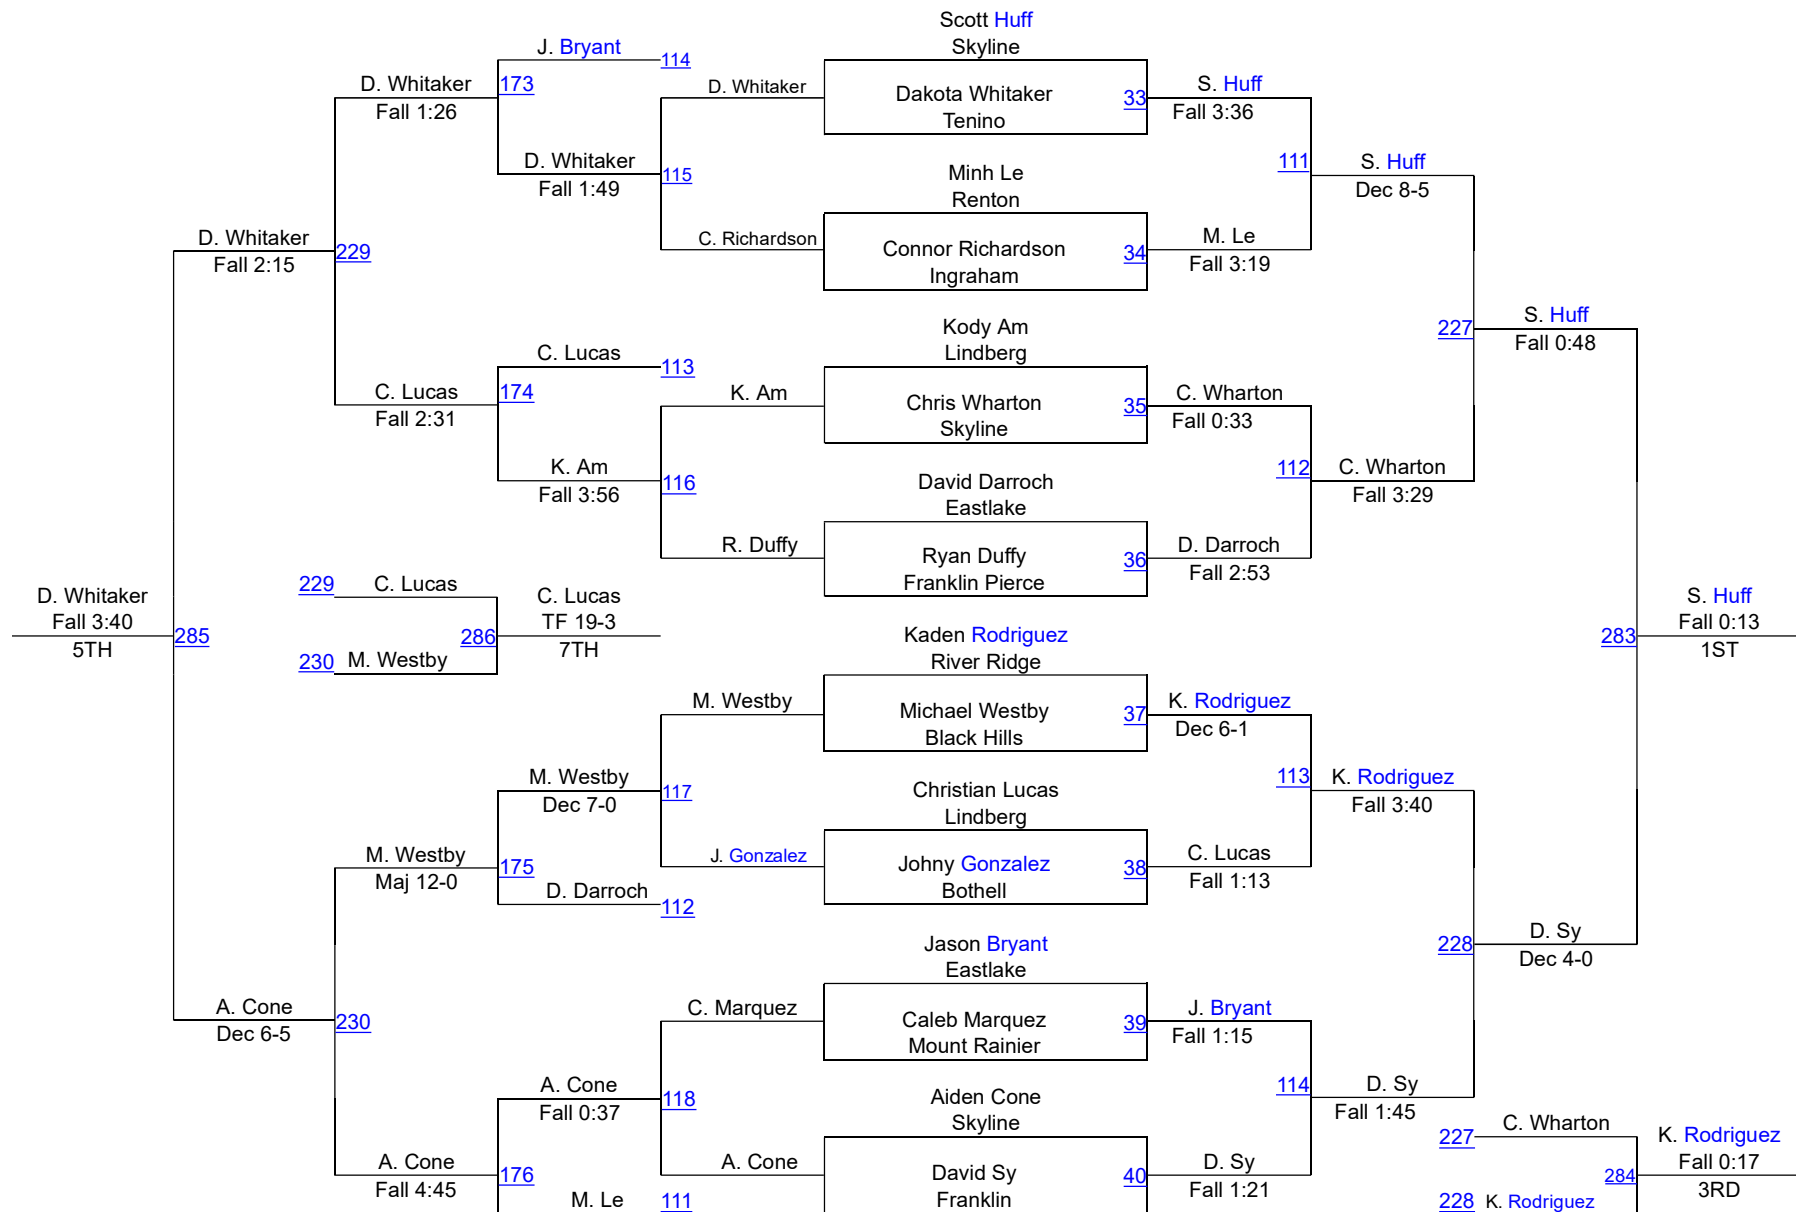 Scott Huff
Skyline
J. Bryant
114
D. Whitaker
173
Fall 1:26
D. Whitaker
Dakota Whitaker
Tenino
33
S. Huff
Fall 3:36
D. Whitaker
Fall 1:49
115
Minh Le
Renton
111
S. Huff
Dec 8-5
D. Whitaker
Fall 2:15
229
C. Richardson
Connor Richardson
Ingraham
34
M. Le
Fall 3:19
Kody Am
Lindberg
227
S. Huff
Fall 0:48
C. Lucas
113
C. Lucas
Fall 2:31
174
K. Am
Chris Wharton
Skyline
35
C. Wharton
Fall 0:33
K. Am
Fall 3:56
116
David Darroch
Eastlake
112
C. Wharton
Fall 3:29
R. Duffy
Ryan Duffy
Franklin Pierce
36
D. Darroch
Fall 2:53
D. Whitaker
Fall 3:40
5TH
285
229
C. Lucas
230
M. Westby
286
C. Lucas
TF 19-3
7TH
Kaden Rodriguez
River Ridge
283
S. Huff
Fall 0:13
1ST
M. Westby
Michael Westby
Black Hills
37
K. Rodriguez
Dec 6-1
M. Westby
Dec 7-0
117
Christian Lucas
Lindberg
113
K. Rodriguez
Fall 3:40
M. Westby
Maj 12-0
175
J. Gonzalez
Johny Gonzalez
Bothell
38
C. Lucas
Fall 1:13
D. Darroch
112
Jason Bryant
Eastlake
228
D. Sy
Dec 4-0
A. Cone
Dec 6-5
230
C. Marquez
Caleb Marquez
Mount Rainier
39
J. Bryant
Fall 1:15
A. Cone
Fall 0:37
118
Aiden Cone
Skyline
114
D. Sy
Fall 1:45
A. Cone
Fall 4:45
176
A. Cone
David Sy
Franklin
40
D. Sy
Fall 1:21
M. Le
111
227
C. Wharton
228
K. Rodriguez
284
K. Rodriguez
Fall 0:17
3RD